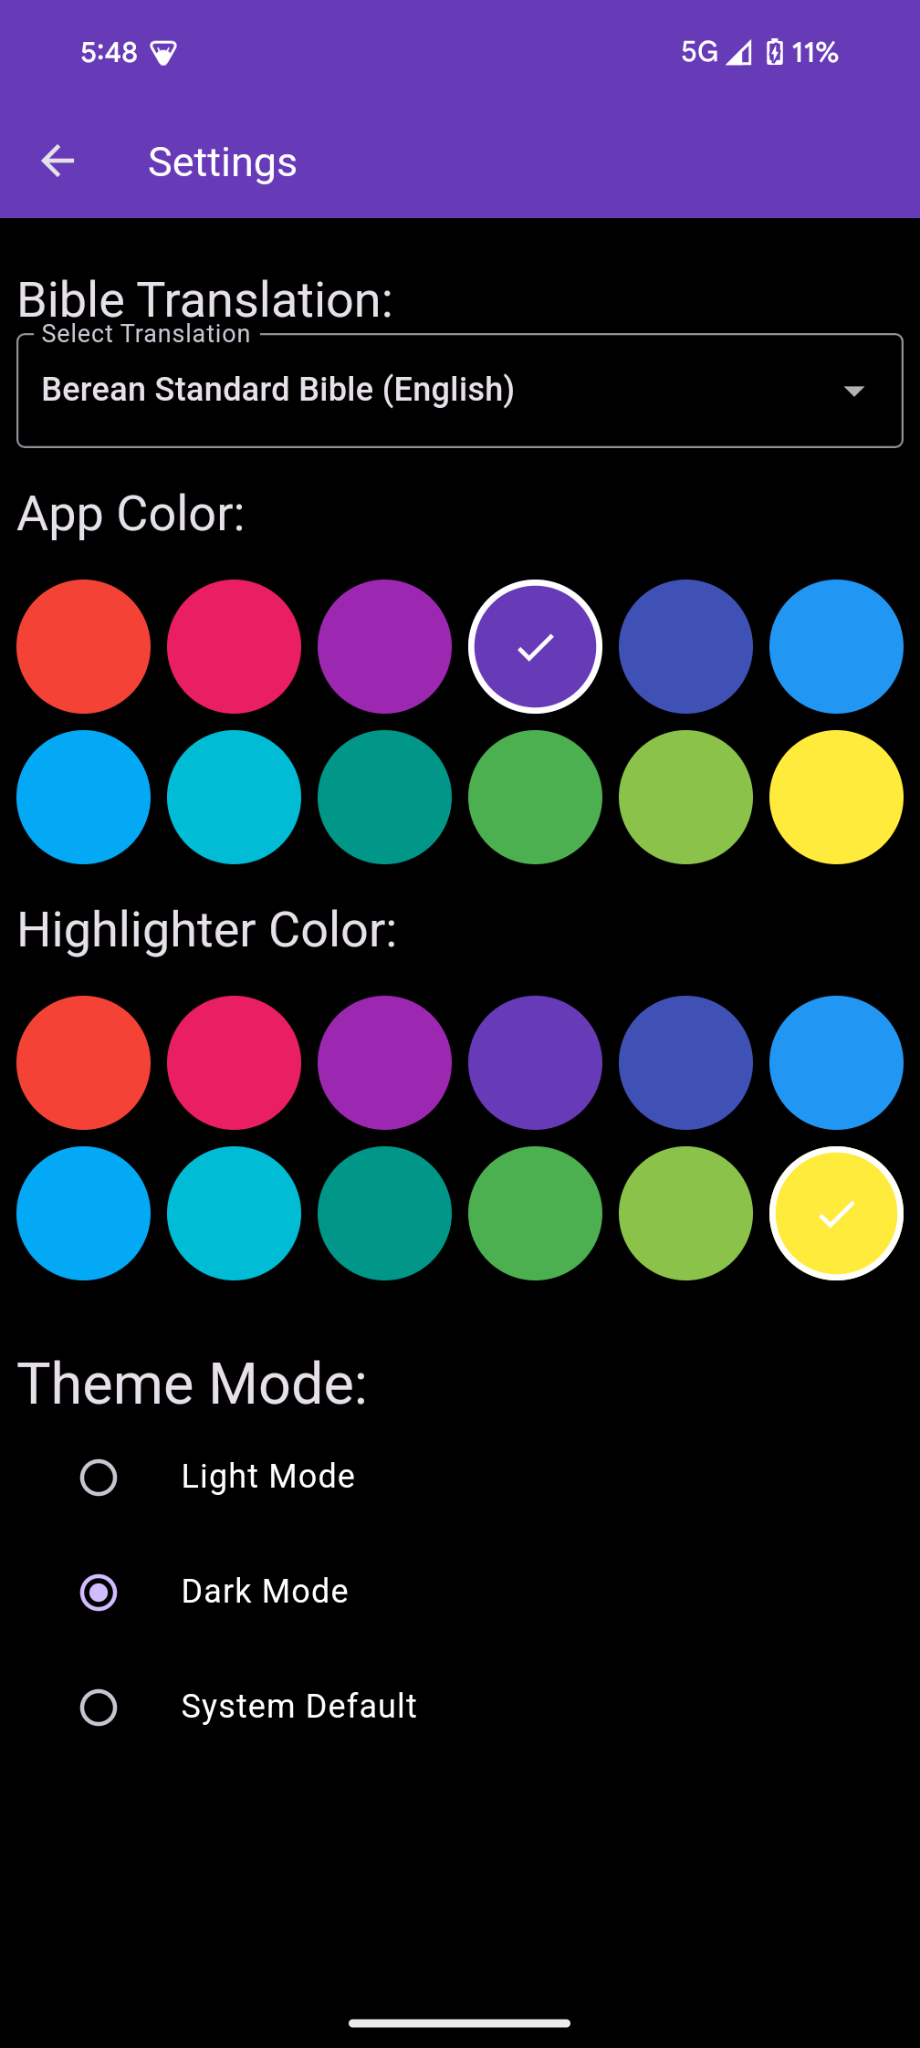 5:48 5G 11%
Settings
Bible Translation:
Select Translation
Berean Standard Bible (English)
App Color:
Highlighter Color:
Theme Mode:
Light Mode
Dark Mode
System Default